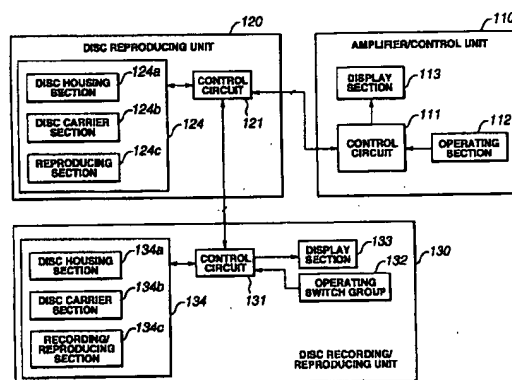 120
DISC REPRODUCING UNIT
124a
DISC HOUSING
SECTION
124b
DISC CARRIER
SECTION
124c
REPRODUCING
SECTION
124
CONTROL
CIRCUIT
121
110
AMPLIFIER/CONTROL UNIT
DISPLAY
SECTION
113
111
CONTROL
CIRCUIT
112
OPERATING
SECTION
134a
DISC HOUSING
SECTION
134b
DISC CARRIER
SECTION
134c
RECORDING/
REPRODUCING
SECTION
134
CONTROL
CIRCUIT
131
DISPLAY
SECTION
133
132
OPERATING
SWITCH GROUP
130
DISC RECORDING/
REPRODUCING UNIT